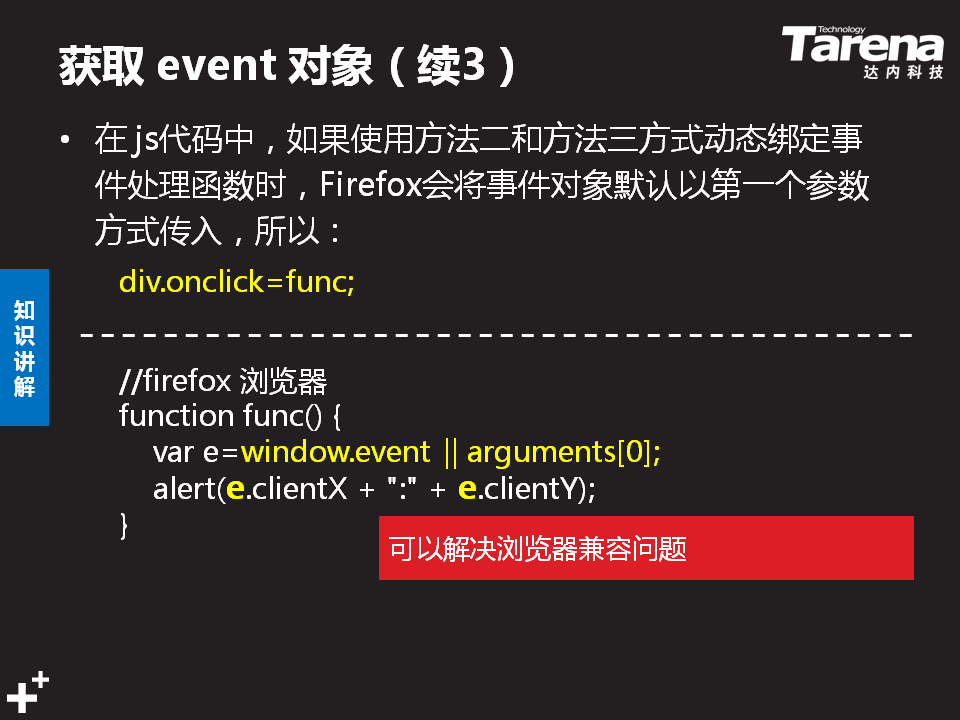 获取 event 对象（续3）
Technology
Tarena
达内科技
• 在 js代码中，如果使用方法二和方法三方式动态绑定事
件处理函数时，Firefox会将事件对象默认以第一个参数
方式传入，所以：
div.onclick=func;
知识讲解
//firefox 浏览器
function func() {
var e=window.event || arguments[0];
alert(e.clientX + ":" + e.clientY);
}
可以解决浏览器兼容问题